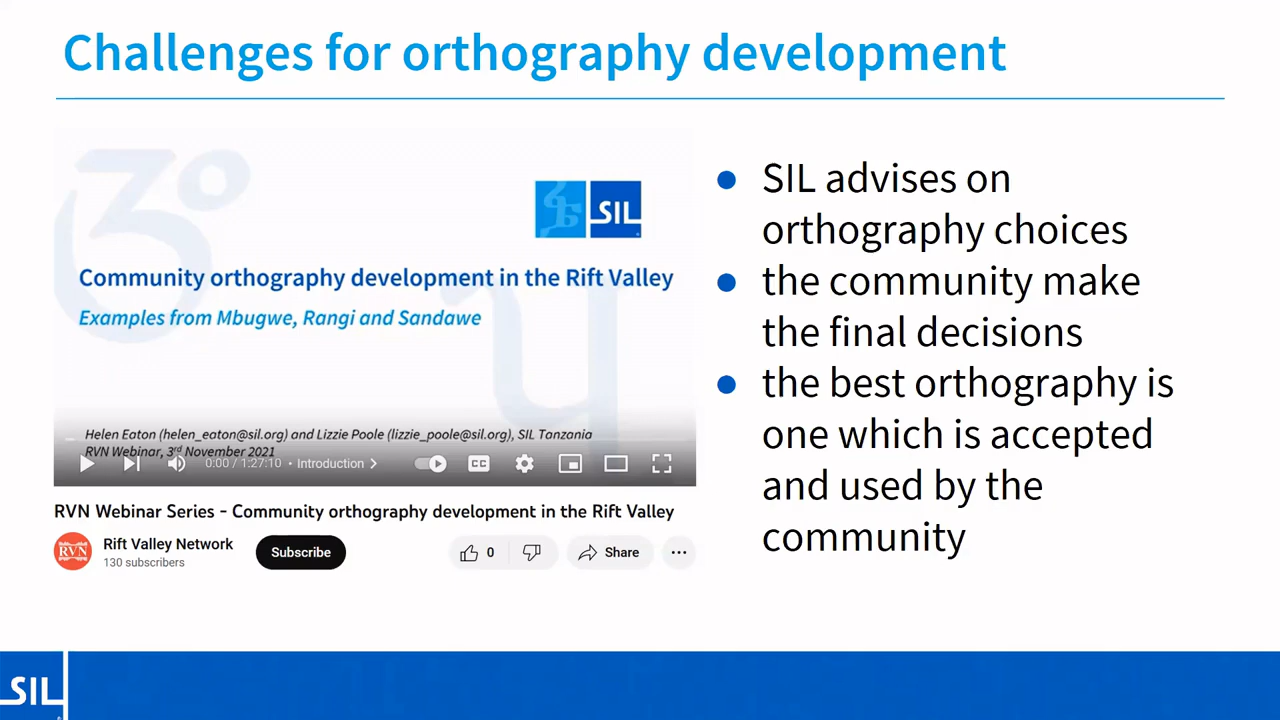 Challenges for orthography development
SIL
Community orthography development in the Rift Valley
Examples from Mbugwe, Rangi and Sandawe
Helen Eaton (helen_eaton@sil.org) and Lizzie Poole (lizzie_poole@sil.org), SIL Tanzania
RVN Webinar, 3rd November 2021
0:00 / 1:27:10 • Introduction
CC
RVN Webinar Series - Community orthography development in the Rift Valley
RVN
Rift Valley Network
130 subscribers
Subscribe
0
Share
● SIL advises on
orthography choices
● the community make
the final decisions
● the best orthography is
one which is accepted
and used by the
community
SIL